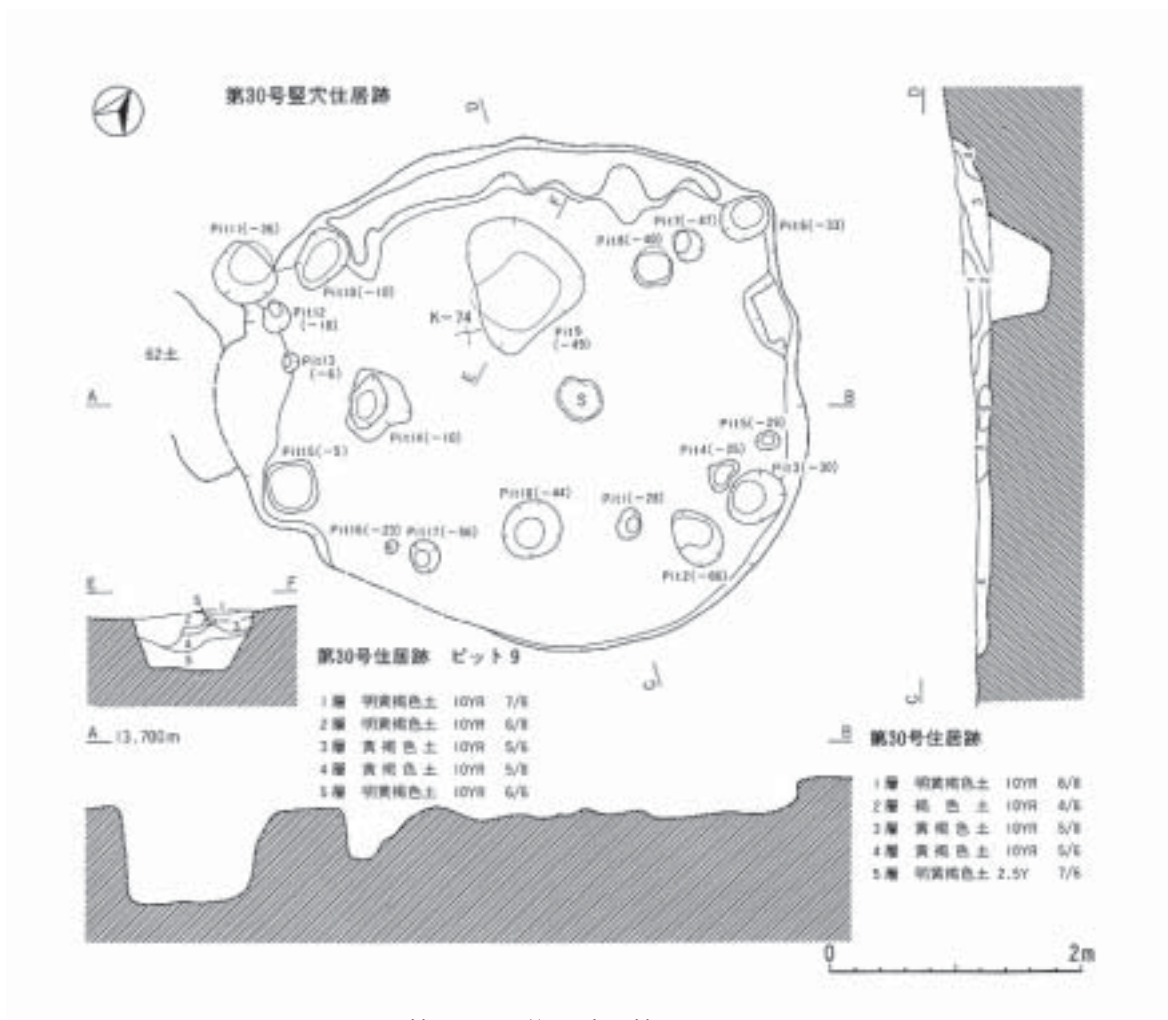 第30号竪穴住居跡
D
Pit11(-36)
Pit10(-10)
Pit12
(-18)
Pit13
(-6)
62土
K-74
F
E
Pit9
(-49)
Pit8(-40)
Pit7(-47)
Pit6(-33)
A
B
S
Pit14(-10)
Pit15(-5)
Pit5(-29)
Pit4(-25)
Pit3(-30)
Pit18(-44)
Pit1(-28)
Pit16(-23)
Pit17(-56)
Pit2(-66)
C
D
C
E
F
第30号住居跡 ピット9
1層 明黄褐色土 10YR 7/6
2層 明黄褐色土 10YR 6/8
3層 黄褐色土 10YR 5/6
4層 黄褐色土 10YR 5/8
5層 明黄褐色土 10YR 6/6
A 13.700m
B
第30号住居跡
1層 明黄褐色土 10YR 6/8
2層 褐色土 10YR 4/6
3層 黄褐色土 10YR 5/8
4層 黄褐色土 10YR 5/6
5層 明黄褐色土 2.5Y 7/6
0 2m